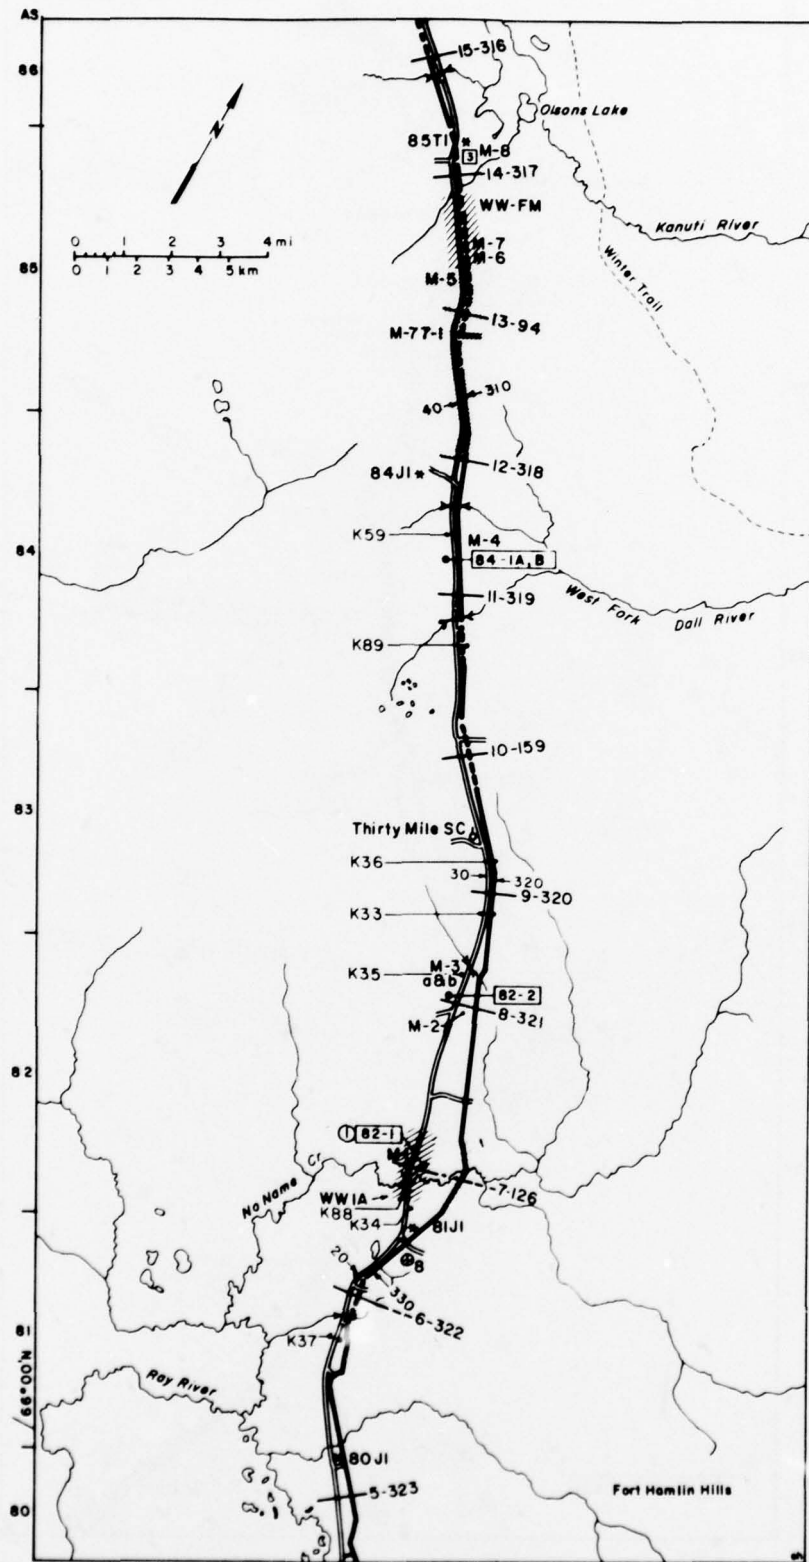 AS
86
15-316
N
Olsons Lake
85T1
*
M-8
3
14-317
WW-FM
Kanuti River
0 1 2 3 4 mi
0 1 2 3 4 5 km
M-7
M-6
Winter Trail
85
M-5
13-94
M-77-1
310
40
12-318
84J1 *
K59
M-4
84
84-1A, B
11-319
West Fork
Dall River
K89
10-159
83
Thirty Mile SC
K36
30
320
9-320
K33
M-3
K35
a&b
82-2
8-321
M-2
82
1
82-1
No Name Cr
7-126
WW1A
K88
K34
81J1
8
20
330
6-322
81
K37
66°00'N
Ray River
80J1
5-323
Fort Hamlin Hills
80